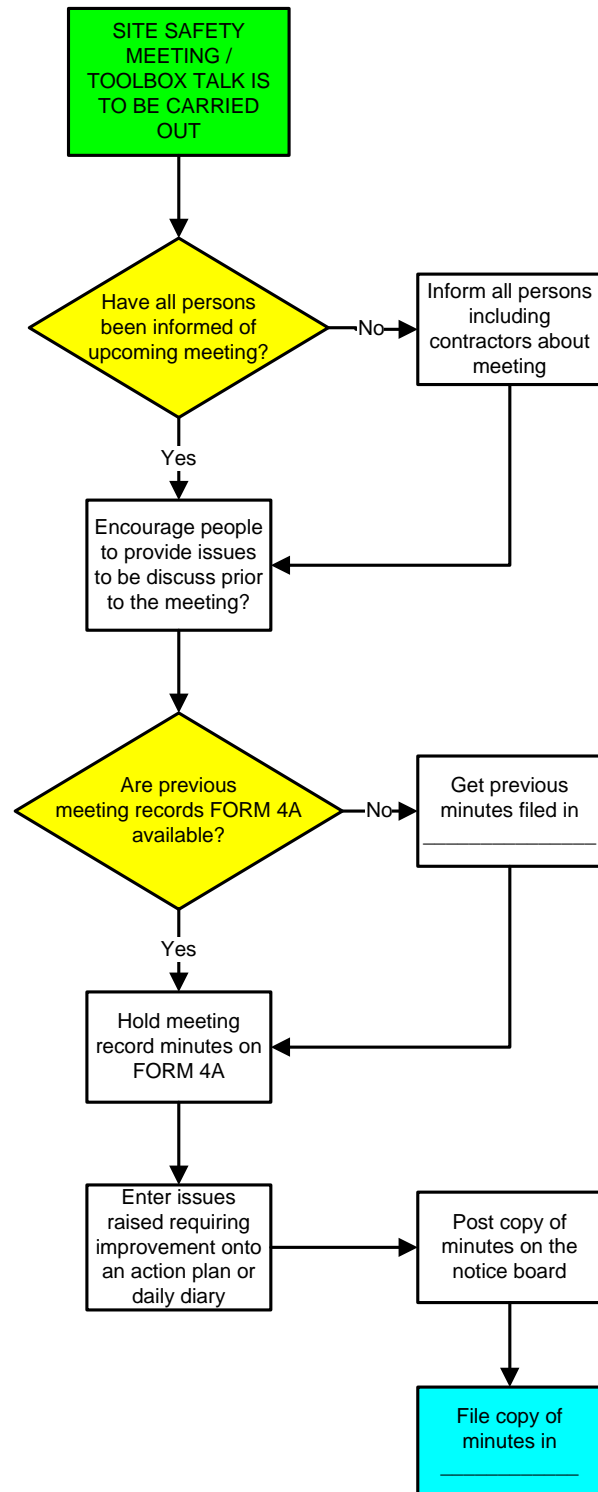 SITE SAFETY
MEETING /
TOOLBOX TALK IS
TO BE CARRIED
OUT
Have all persons
been informed of
upcoming meeting?
No
Inform all persons
including
contractors about
meeting
Yes
Encourage people
to provide issues
to be discuss prior
to the meeting?
Are previous
meeting records FORM 4A
available?
No
Get previous
minutes filed in
________________
Yes
Hold meeting
record minutes on
FORM 4A
Enter issues
raised requiring
improvement onto
an action plan or
daily diary
Post copy of
minutes on the
notice board
File copy of
minutes in
____________